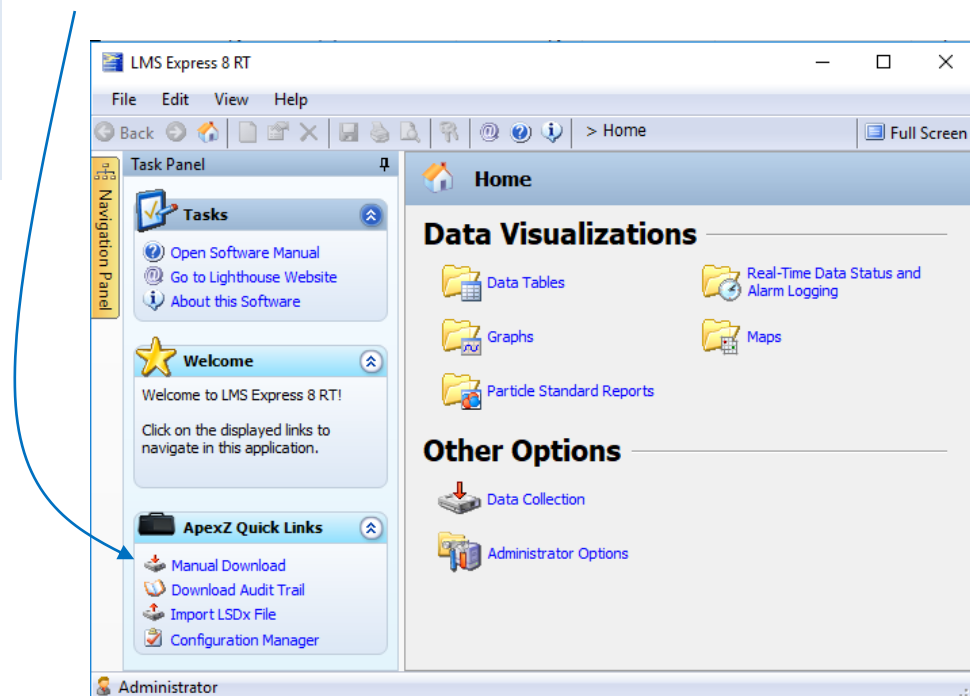 LMS Express 8 RT
File Edit View Help
Back > Home Full Screen
Navigation Panel
Task Panel
Tasks
Open Software Manual
Go to Lighthouse Website
About this Software
Welcome
Welcome to LMS Express 8 RT!
Click on the displayed links to
navigate in this application.
ApexZ Quick Links
Manual Download
Download Audit Trail
Import LSDx File
Configuration Manager
Home
Data Visualizations
Data Tables
Real-Time Data Status and
Alarm Logging
Graphs
Maps
Particle Standard Reports
Other Options
Data Collection
Administrator Options
Administrator